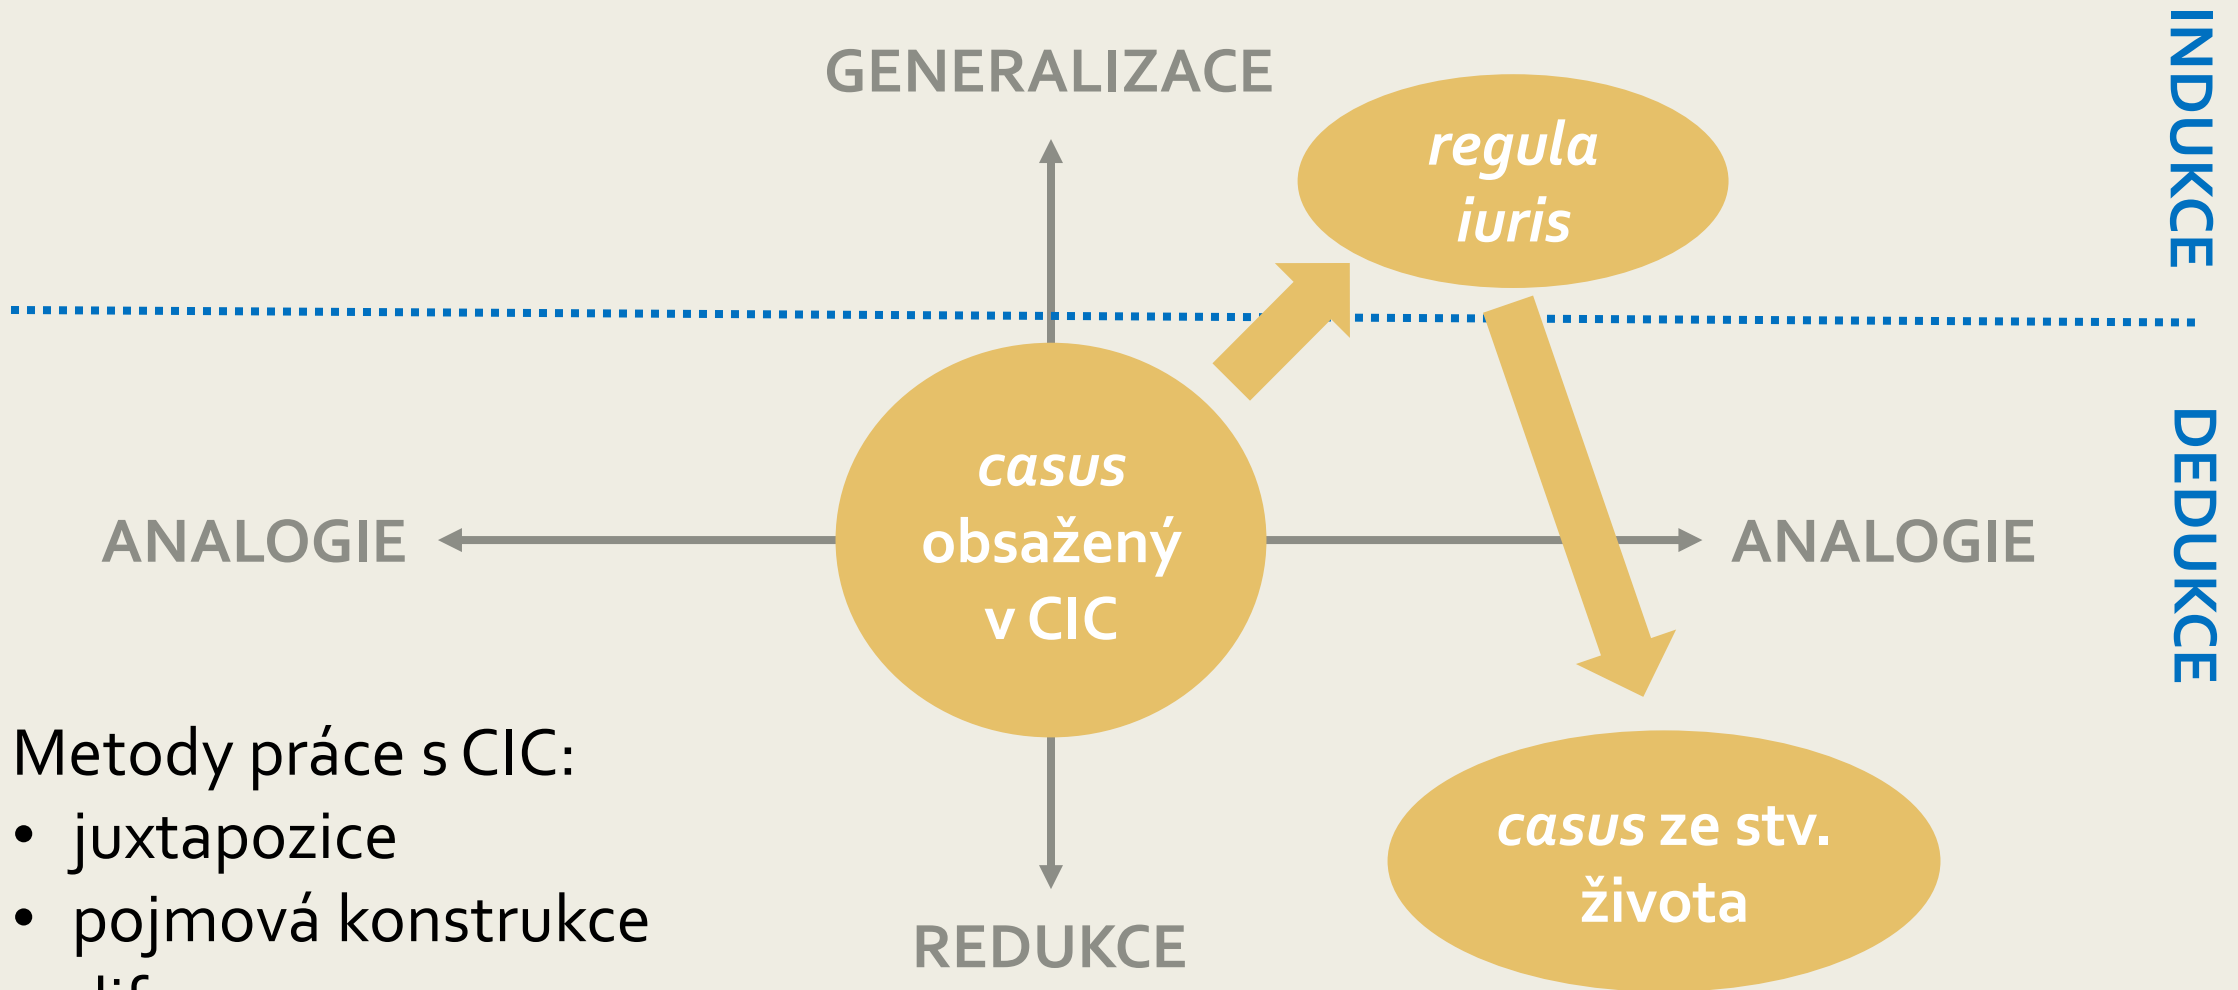 GENERALIZACE
regula
iuris
INDUKCE
casus
obsažený
v CIC
ANALOGIE
ANALOGIE
DEDUKCE
Metody práce s CIC:
• juxtapozice
• pojmová konstrukce
casus ze stv.
života
REDUKCE